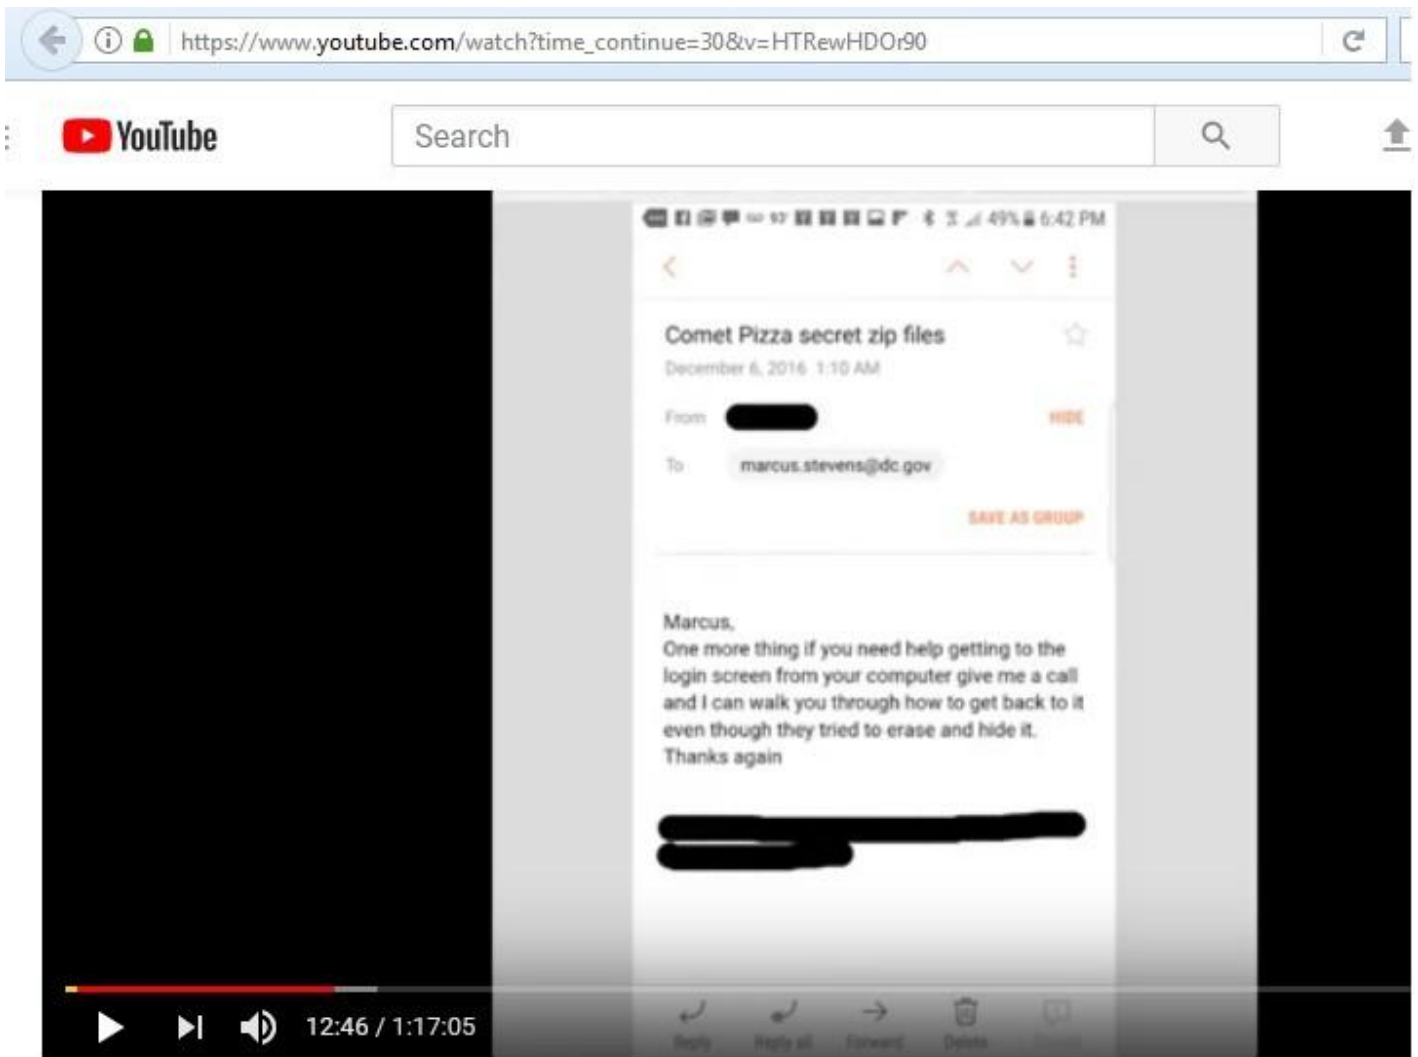 https://www.youtube.com/watch?time_continue=30&v=HTRewHDOr90
YouTube
Search
49% 6:42 PM
Comet Pizza secret zip files
December 6, 2016 1:10 AM
From
HIDE
To marcus.stevens@dc.gov
SAVE AS GROUP
Marcus,
One more thing if you need help getting to the
login screen from your computer give me a call
and I can walk you through how to get back to it
even though they tried to erase and hide it.
Thanks again
Reply Reply all Forward Delete
12:46 / 1:17:05